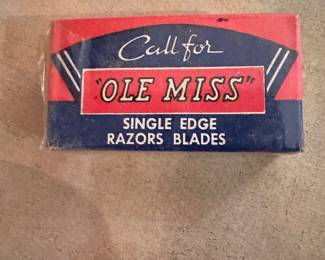 Call for
"OLE MISS"
SINGLE EDGE
RAZORS BLADES